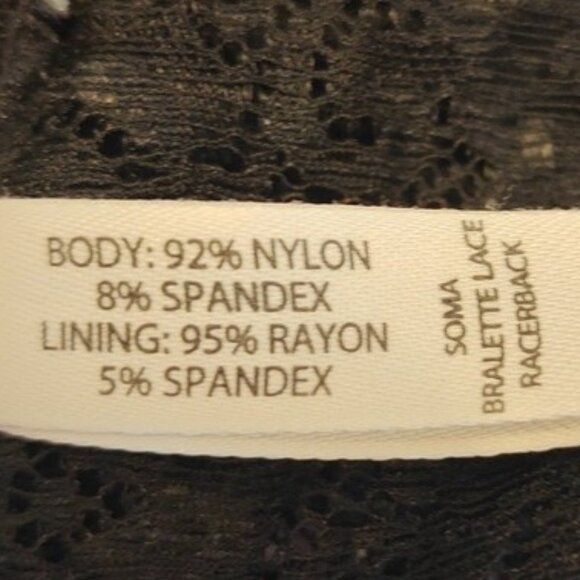 BODY: 92% NYLON
8% SPANDEX
LINING: 95% RAYON
5% SPANDEX
SOMA
BRALETTE LACE
RACERBACK